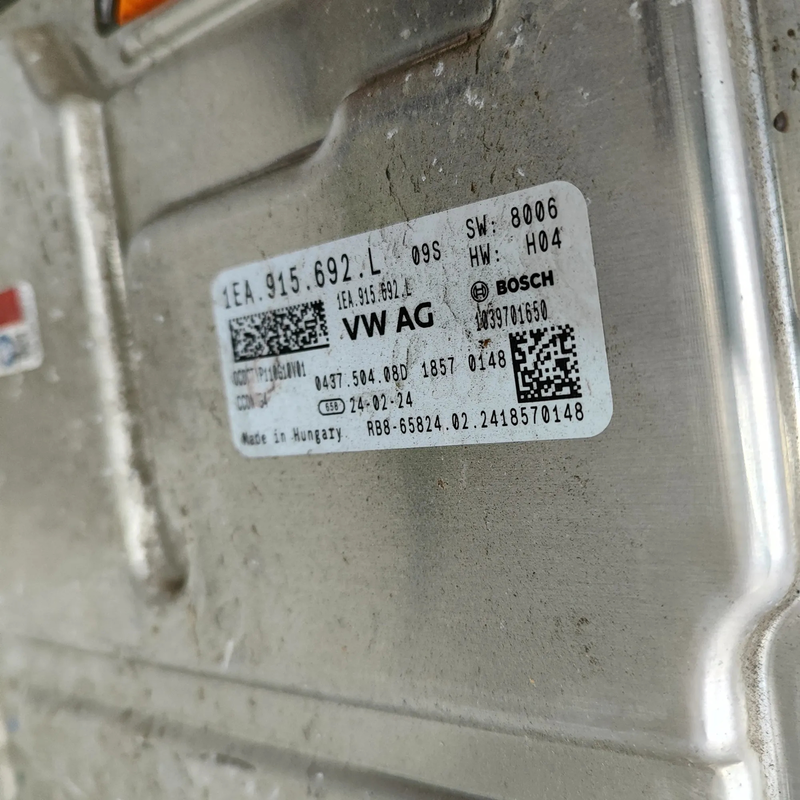 1EA.915.692.L 09S SW: 8006
HW: H04
1EA.915.692.L
VW AG
BOSCH
1039701650
0437.504.08D 1857 0148
658 24-02-24
Made in Hungary
RB8-65824.02.2418570148